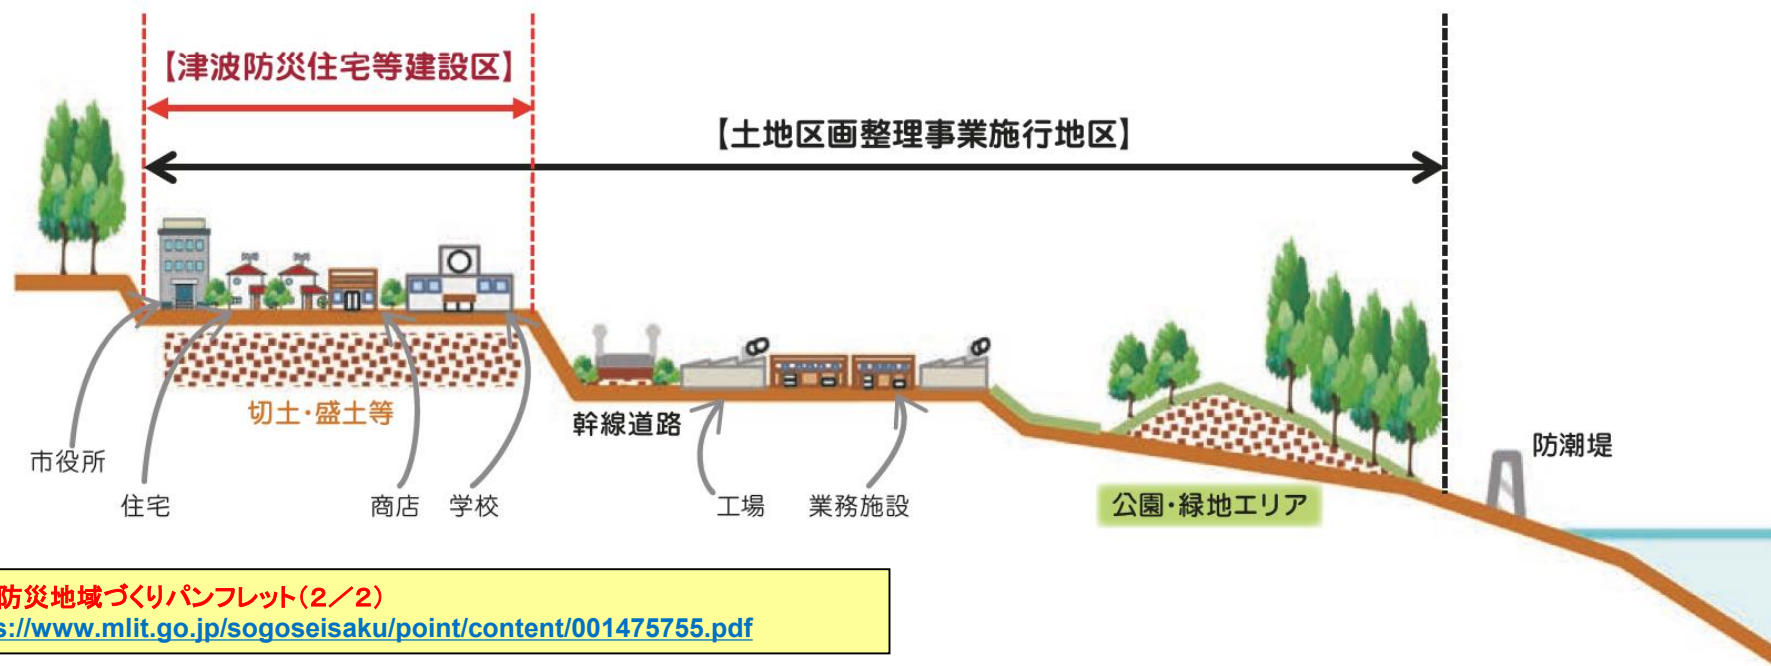 【津波防災住宅等建設区】
【土地区画整理事業施行地区】
切土・盛土等
幹線道路
防潮堤
市役所
住宅
商店
学校
工場
業務施設
公園・緑地エリア
防災地域づくりパンフレット（２／２）
s://www.mlit.go.jp/sogoseisaku/point/content/001475755.pdf